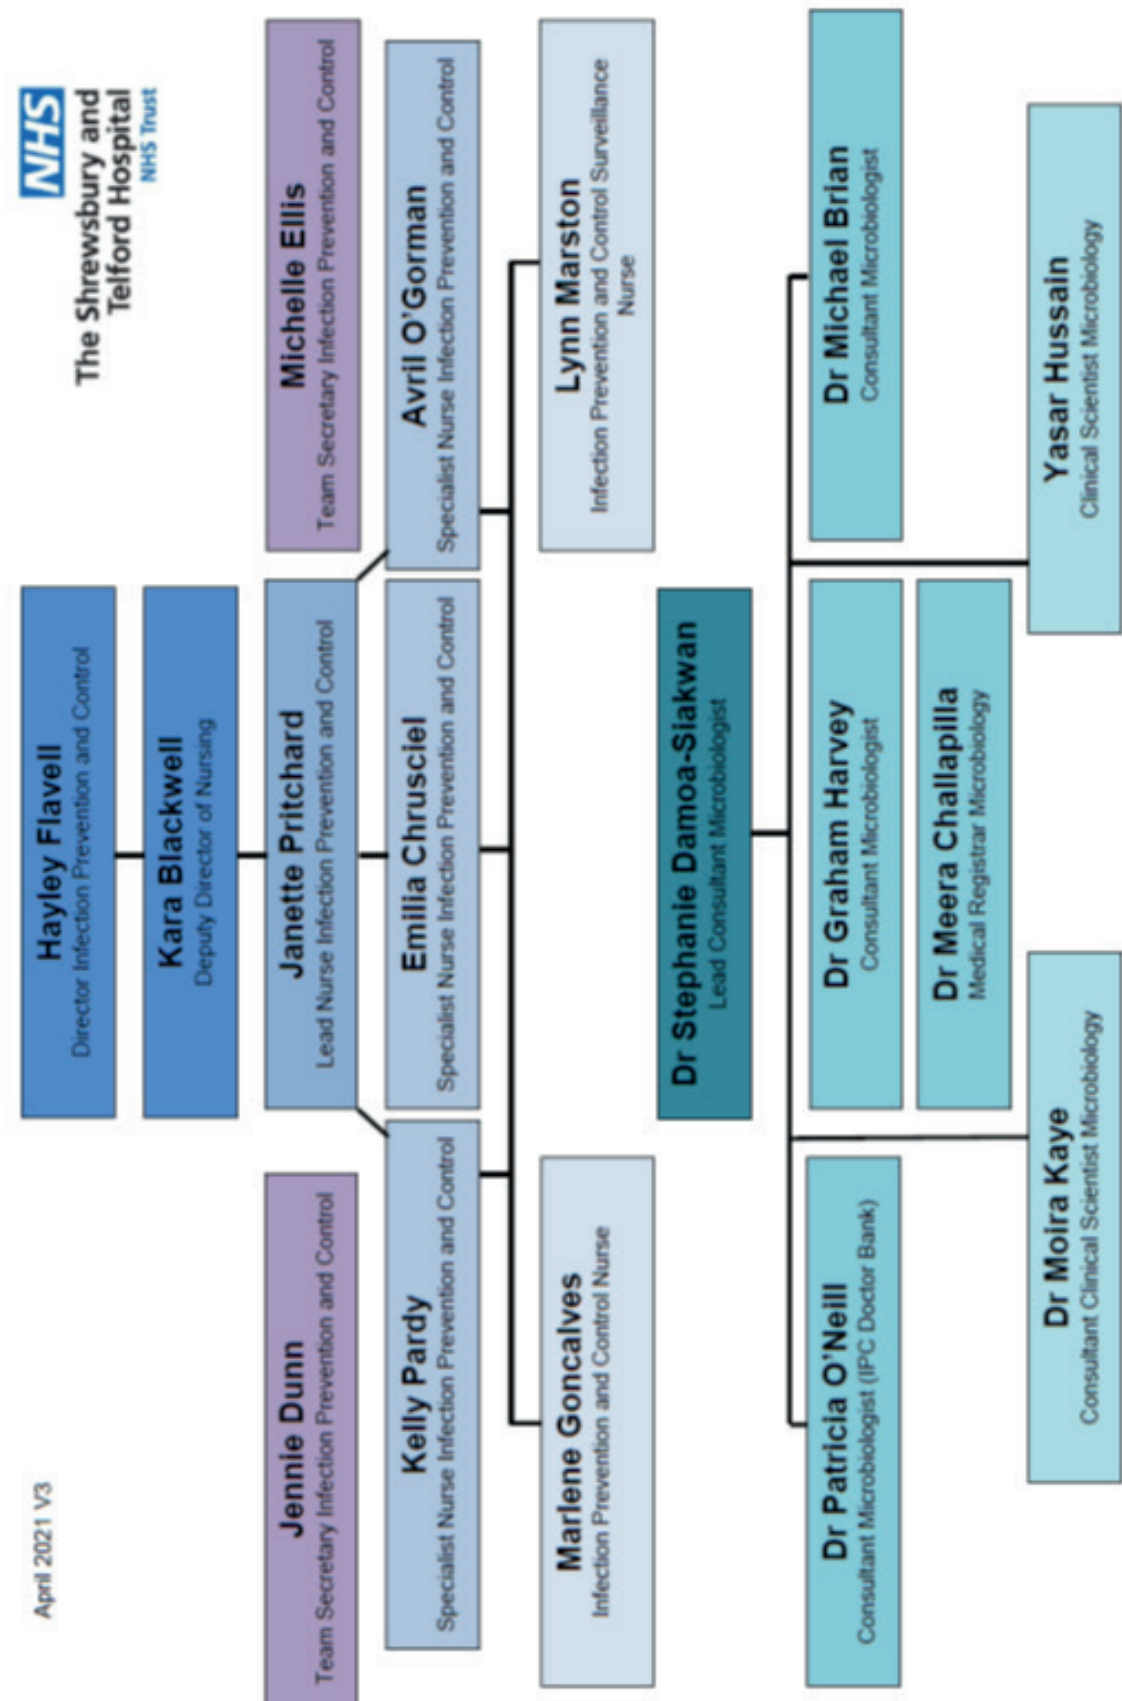 April 2021 V3
NHS
The Shrewsbury and
Telford Hospital
NHS Trust
Hayley Flavell
Director Infection Prevention and Control
Kara Blackwell
Deputy Director of Nursing
Jennie Dunn
Team Secretary Infection Prevention and Control
Janette Pritchard
Lead Nurse Infection Prevention and Control
Michelle Ellis
Team Secretary Infection Prevention and Control
Kelly Pardy
Specialist Nurse Infection Prevention and Control
Emilia Chrusciel
Specialist Nurse Infection Prevention and Control
Avril O'Gorman
Specialist Nurse Infection Prevention and Control
Marlene Goncalves
Infection Prevention and Control Nurse
Lynn Marston
Infection Prevention and Control Surveillance
Nurse
Dr Stephanie Damoa-Siakwan
Lead Consultant Microbiologist
Dr Patricia O'Neill
Consultant Microbiologist (IPC Doctor Bank)
Dr Graham Harvey
Consultant Microbiologist
Dr Michael Brian
Consultant Microbiologist
Dr Meera Challapilla
Medical Registrar Microbiology
Dr Moira Kaye
Consultant Clinical Scientist Microbiology
Yasar Hussain
Clinical Scientist Microbiology